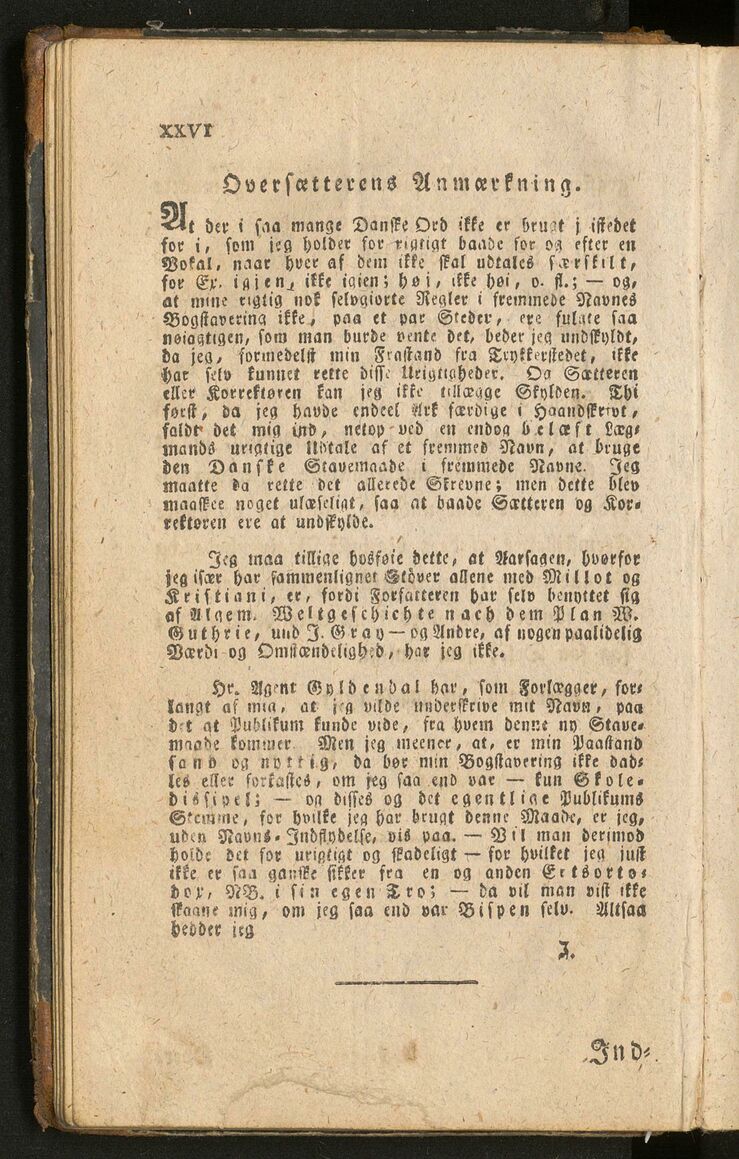 XXVI
Oversætterens Anmærkning.
At der i saa mange Danske Ord ikke er brugt j istedet
for i, som jeg holder for rigtigt baade for og efter en
Vokal, naar hver af dem ikke skal udtales særskilt,
for Ex. igjen, ikke igien; høj, ikke høi, o. fl.; — og,
at mine rigtig nok selvgiorte Regler i fremmede Navnes
Bogstavering ikke, paa et par Steder, ere fulgte saa
nøiagtigen, som man burde vente det, beder jeg undskyldt,
da jeg, formedelst min Frastand fra Trykkerstedet, ikke
har selv kunnet rette disse Urigtigheder. Og Sætteren
eller Korrektøren kan jeg ikke tillægge Skylden. Thi
først, da jeg havde endeel Ark færdige i Haandskrivt,
faldt det mig ind, netop ved en endog belæst Læg-
mands urigtige Udtale af et fremmed Navn, at bruge
den Danske Stavemaade i fremmede Navne. Jeg
maatte da rette det allerede Skrevne; men dette blev
maaskee noget ulæseligt, saa at baade Sætteren og Kor-
rektøren ere at undskylde.
Jeg maa tillige hosføie dette, at Aarsagen, hvorfor
jeg især har sammenlignet Stöver allene med Millot og
Kristiani, er, fordi Forfatteren har selv benyttet sig
af Algem. Weltgeschichte nach dem Plan W.
Guthrie, und J. Gray — og Andre, af nogen paalidelig
Værdi og Omstændelighed, har jeg ikke.
Hr. Agent Gyldendal har, som Forlægger, for-
langt af mig, at jeg vilde underskrive mit Navn, paa
det at Publikum kunde vide, fra hvem denne ny Stave-
maade kommer. Men jeg meener, at, er min Paastand
sand og nyttig, da bør min Bogstavering ikke dad-
les eller forkastes, om jeg saa end var — kun Skole-
dissipel; — og disses og det egentlige Publikums
Stemme, for hvilke jeg har brugt denne Maade, er jeg,
uden Navns-Indflydelse, vis paa. — Vil man derimod
holde det for urigtigt og skadeligt — for hvilket jeg just
ikke er saa ganske sikker fra en og anden Ertsorto-
dox, NB. i sin egen Tro; — da vil man vist ikke
skaane mig, om jeg saa end var Bispen selv. Altsaa
hedder jeg
J.
Ind-